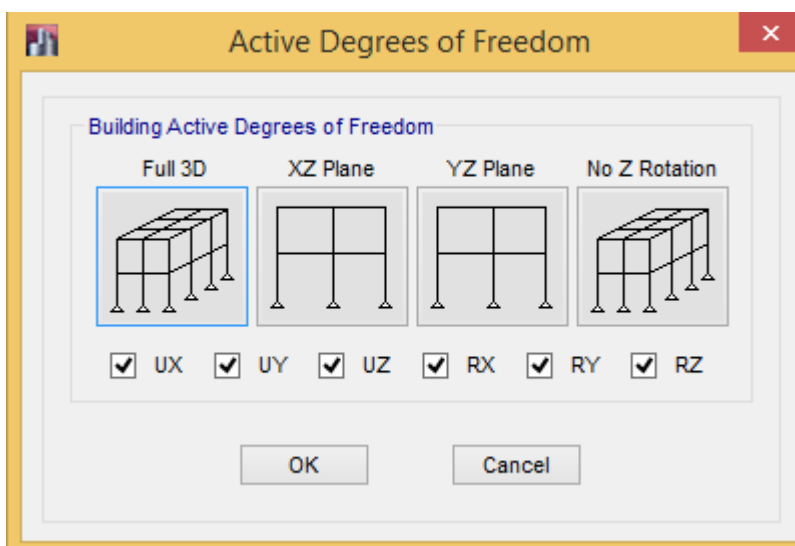 Active Degrees of Freedom
Building Active Degrees of Freedom
Full 3D XZ Plane YZ Plane No Z Rotation
UX UY UZ RX RY RZ
OK Cancel